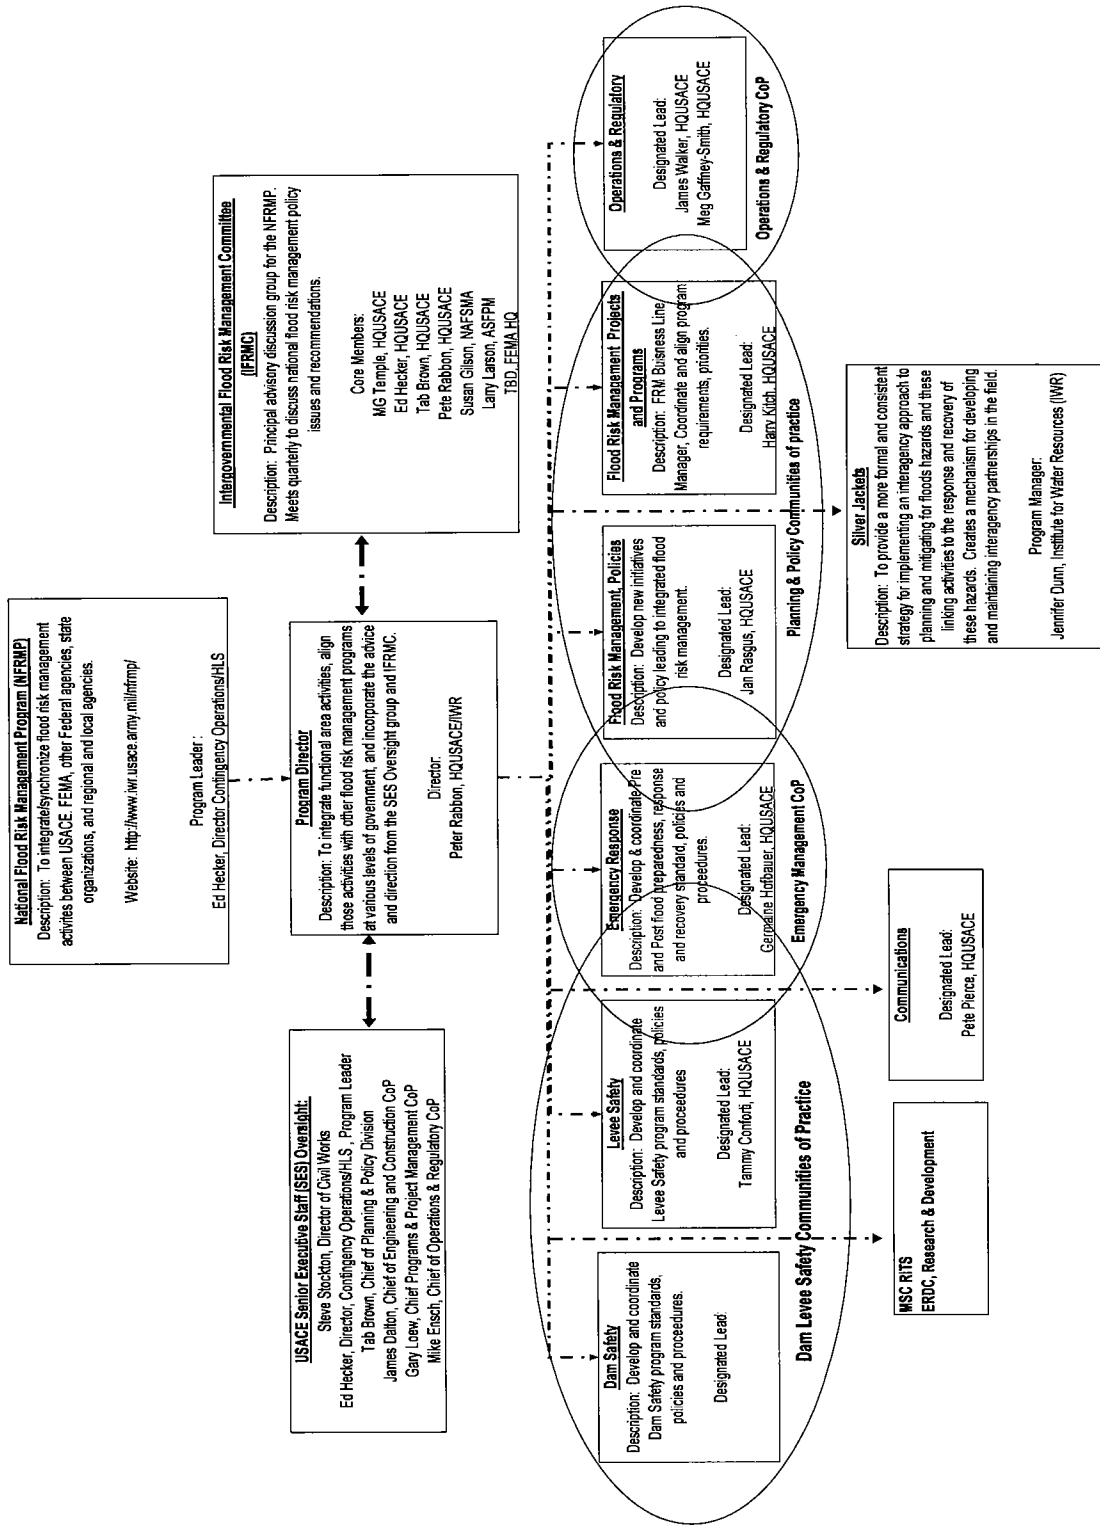 National Flood Risk Management Program (NFRMP)
Description: To integrate/synchronize flood risk management
activites between USACE. FEMA, other Federal agencies, state
organizations, and regional and local agencies.
Website: http://www.iwr.usace.army.mil/nfrmp/
Program Leader :
Ed Hecker, Director Contingency Operations/HLS
USACE Senior Executive Staff (SES) Oversight:
Steve Stockton, Director of Civil Works
Ed Hecker, Director, Contingency Operations/HLS , Program Leader
Tab Brown, Chief of Planning & Policy Division
James Dalton, Chief of Engineering and Construction CoP
Gary Loew, Chief Programs & Project Management CoP
Mike Ensch, Chief of Operations & Regulatory CoP
Program Director
Description: To integrate functional area activities, align
those activities with other flood risk management programs
at various levels of government, and incorporate the advice
and direction from the SES Oversight group and IFRMC.
Director:
Peter Rabbon, HQUSACE/IWR
Intergovernmental Flood Risk Management Committee
(IFRMC)
Description: Principal advisory discussion group for the NFRMP.
Meets quarterly to discuss national flood risk management policy
issues and recommendations.
Core Members:
MG Temple, HQUSACE
Ed Hecker, HQUSACE
Tab Brown, HQUSACE
Pete Rabbon, HQUSACE
Susan Gilson, NAFSMA
Larry Larson, ASFPM
TBD, FEMA HQ
Dam Safety
Description: Develop and coordinate
Dam Safety program standards,
policies and proceedures.
Designated Lead:
Levee Safety
Description: Develop and coordinate
Levee Safety program standards, policies
and proceedures
Designated Lead:
Tammy Conforti, HQUSACE
Dam Levee Safety Communities of Practice
Emergency Response
Description: Develop & coordinate Pre
and Post flood preparedness, response
and recovery standard, policies and
proceedures.
Designated Lead:
Germaine Hofbauer, HQUSACE
Emergency Management CoP
Flood Risk Management, Policies
Description: Develop new initiatives
and policy leading to integrated flood
risk management.
Designated Lead:
Jan Rasgus, HQUSACE
Flood Risk Management Projects
and Programs
Description: FRM Buisness Line
Manager, Coordinate and align program
requirements, priorities.
Designated Lead:
Harry Kitch, HQUSACE
Planning & Policy Communities of practice
Operations & Regulatory
Designated Lead:
James Walker, HQUSACE
Meg Gaffney-Smith, HQUSACE
Operations & Regulatory CoP
MSC RITS
ERDC, Research & Development
Communications
Designated Lead:
Pete Pierce, HQUSACE
Silver Jackets
Description: To provide a more formal and consistent
strategy for implementing an interagency approach to
planning and mitigating for floods hazards and these
linking activities to the response and recovery of
these hazards. Creates a mechanism for developing
and maintaining interagency partnerships in the field.
Program Manager:
Jennifer Dunn, Institute for Water Resources (IWR)